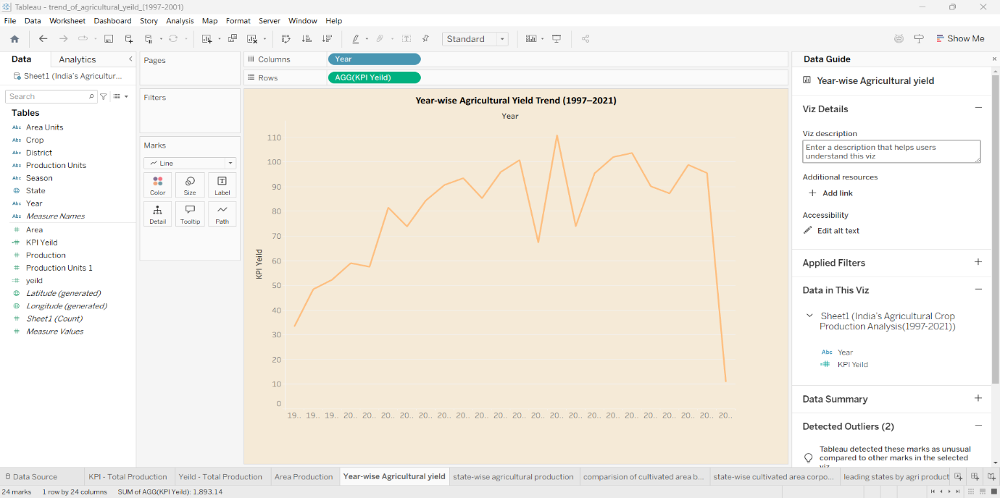 Tableau - trend_of_agricultural_yeild_(1997-2001)
File Data Worksheet Dashboard Story Analysis Map Format Server Window Help
Standard
Show Me
Data Analytics
Sheet1 (India's Agricultur...
Search
Tables
Abc Area Units
Abc Crop
Abc District
Abc Production Units
Abc Season
State
Abc Year
Abc Measure Names
# Area
=# KPI Yeild
# Production
# Production Units 1
=# yeild
Latitude (generated)
Longitude (generated)
# Sheet1 (Count)
# Measure Values
Pages
Filters
Marks
Line
Color Size Label
Detail Tooltip Path
Columns Year
Rows AGG(KPI Yeild)
Year-wise Agricultural Yield Trend (1997–2021)
Year
KPI Yeild
110
100
90
80
70
60
50
40
30
20
10
0
19.. 19.. 19.. 20.. 20.. 20.. 20.. 20.. 20.. 20.. 20.. 20.. 20.. 20.. 20.. 20.. 20.. 20.. 20.. 20.. 20.. 20.. 20.. 20..
Data Guide
Year-wise Agricultural yield
Viz Details
Viz description
Enter a description that helps users
understand this viz
Additional resources
Add link
Accessibility
Edit alt text
Applied Filters
Data in This Viz
Sheet1 (India's Agricultural Crop
Production Analysis(1997-2021))
Abc Year
=# KPI Yeild
Data Summary
Detected Outliers (2)
Tableau detected these marks as unusual
compared to other marks in the selected
viz.
Data Source KPI - Total Production Yeild - Total Production Area Production Year-wise Agricultural yield state-wise agricultural production comparision of cultivated area b... state-wise cultivated area corpo... leading states by agri product
24 marks 1 row by 24 columns SUM of AGG(KPI Yeild): 1,893.14